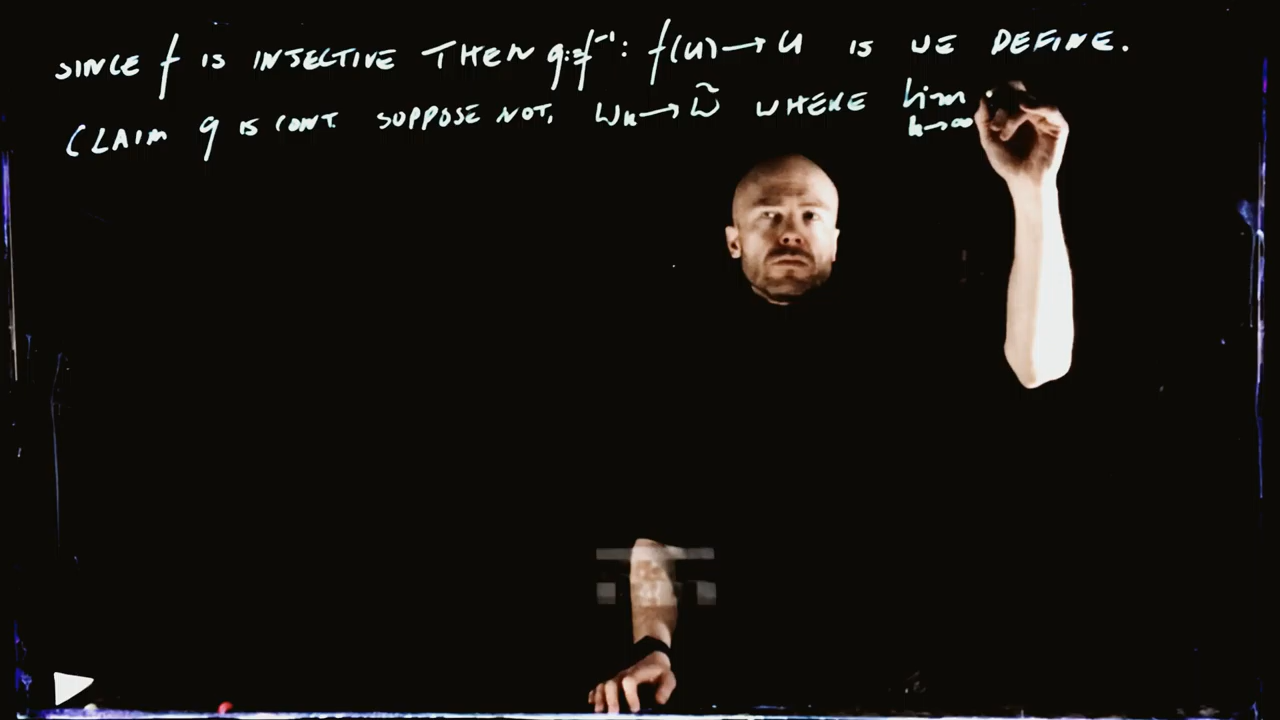 SINCE f IS INJECTIVE THEN g:=f⁻¹: f(U)→U IS WE DEFINE.
CLAIM g IS CONT. SUPPOSE NOT, Wₖ→W̃ WHERE lim k→∞